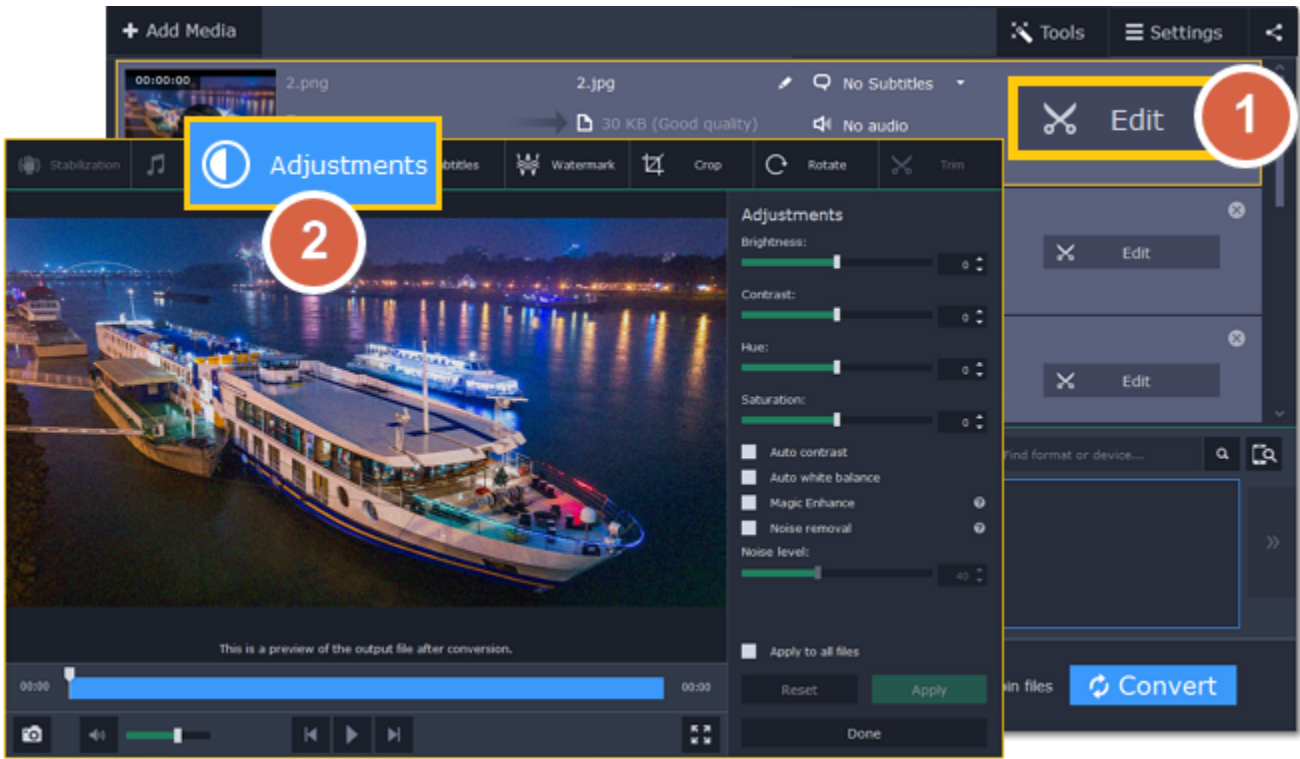 Add Media
Tools
Settings
00:00:00
2.png
2.jpg
No Subtitles
30 KB (Good quality)
No audio
Edit
1
Stabilization
Adjustments
Watermark
Crop
Rotate
Trim
2
Adjustments
Brightness:
0
Contrast:
0
Hue:
0
Saturation:
0
Auto contrast
Auto white balance
Magic Enhance
Noise removal
Noise level:
40
Apply to all files
Reset
Apply
Done
This is a preview of the output file after conversion.
00:00
00:00
Edit
Edit
Find format or device...
files
Convert